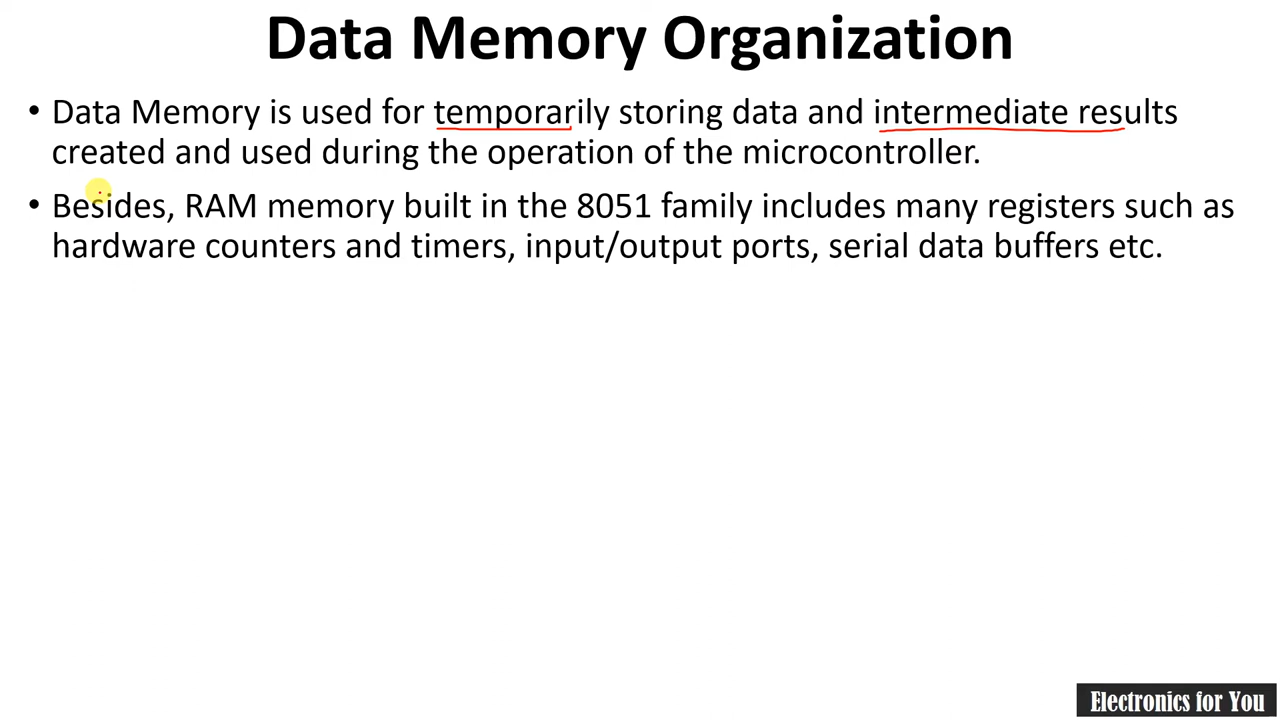 Data Memory Organization
• Data Memory is used for temporarily storing data and intermediate results
created and used during the operation of the microcontroller.
• Besides, RAM memory built in the 8051 family includes many registers such as
hardware counters and timers, input/output ports, serial data buffers etc.
Electronics for You